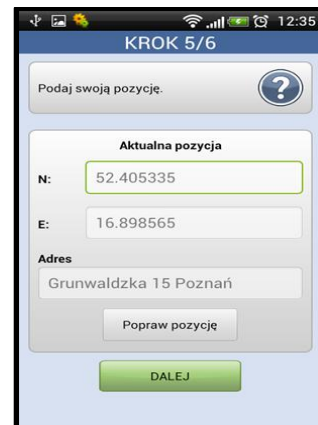 12:35
KROK 5/6
Podaj swoją pozycję.
?
Aktualna pozycja
N: 52.405335
E: 16.898565
Adres
Grunwaldzka 15 Poznań
Popraw pozycję
DALEJ